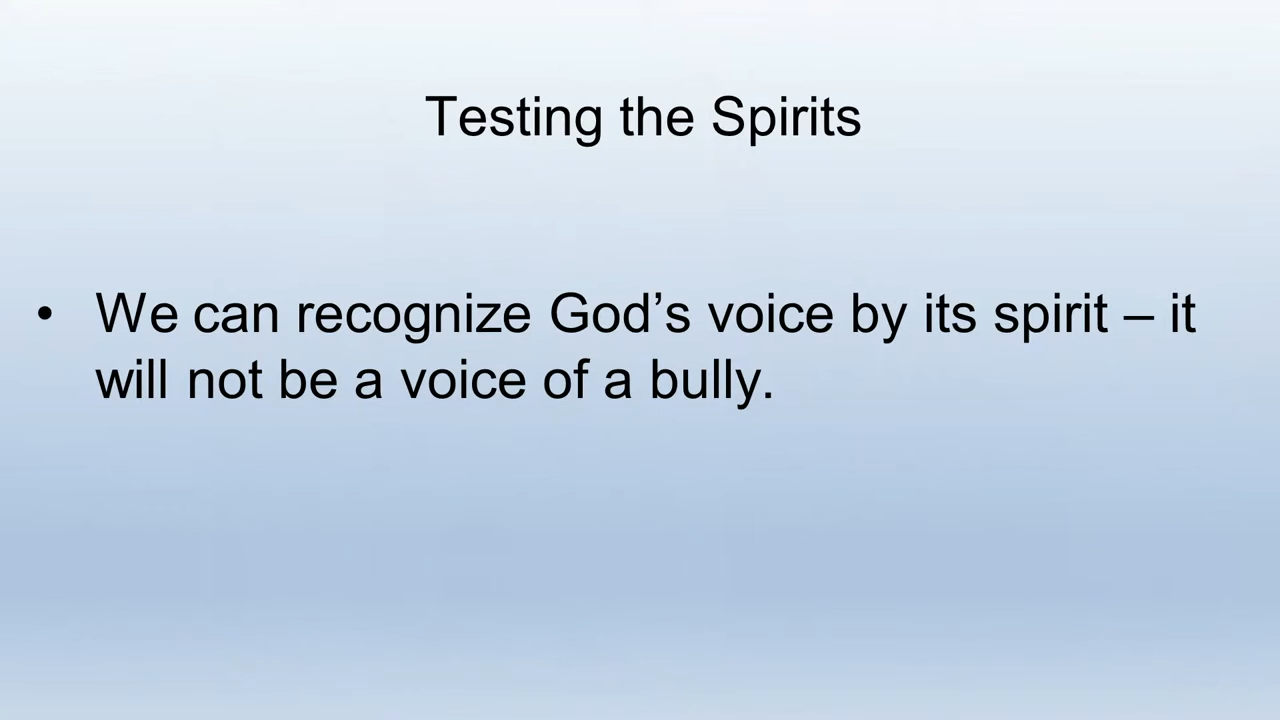 Testing the Spirits
• We can recognize God’s voice by its spirit – it
will not be a voice of a bully.